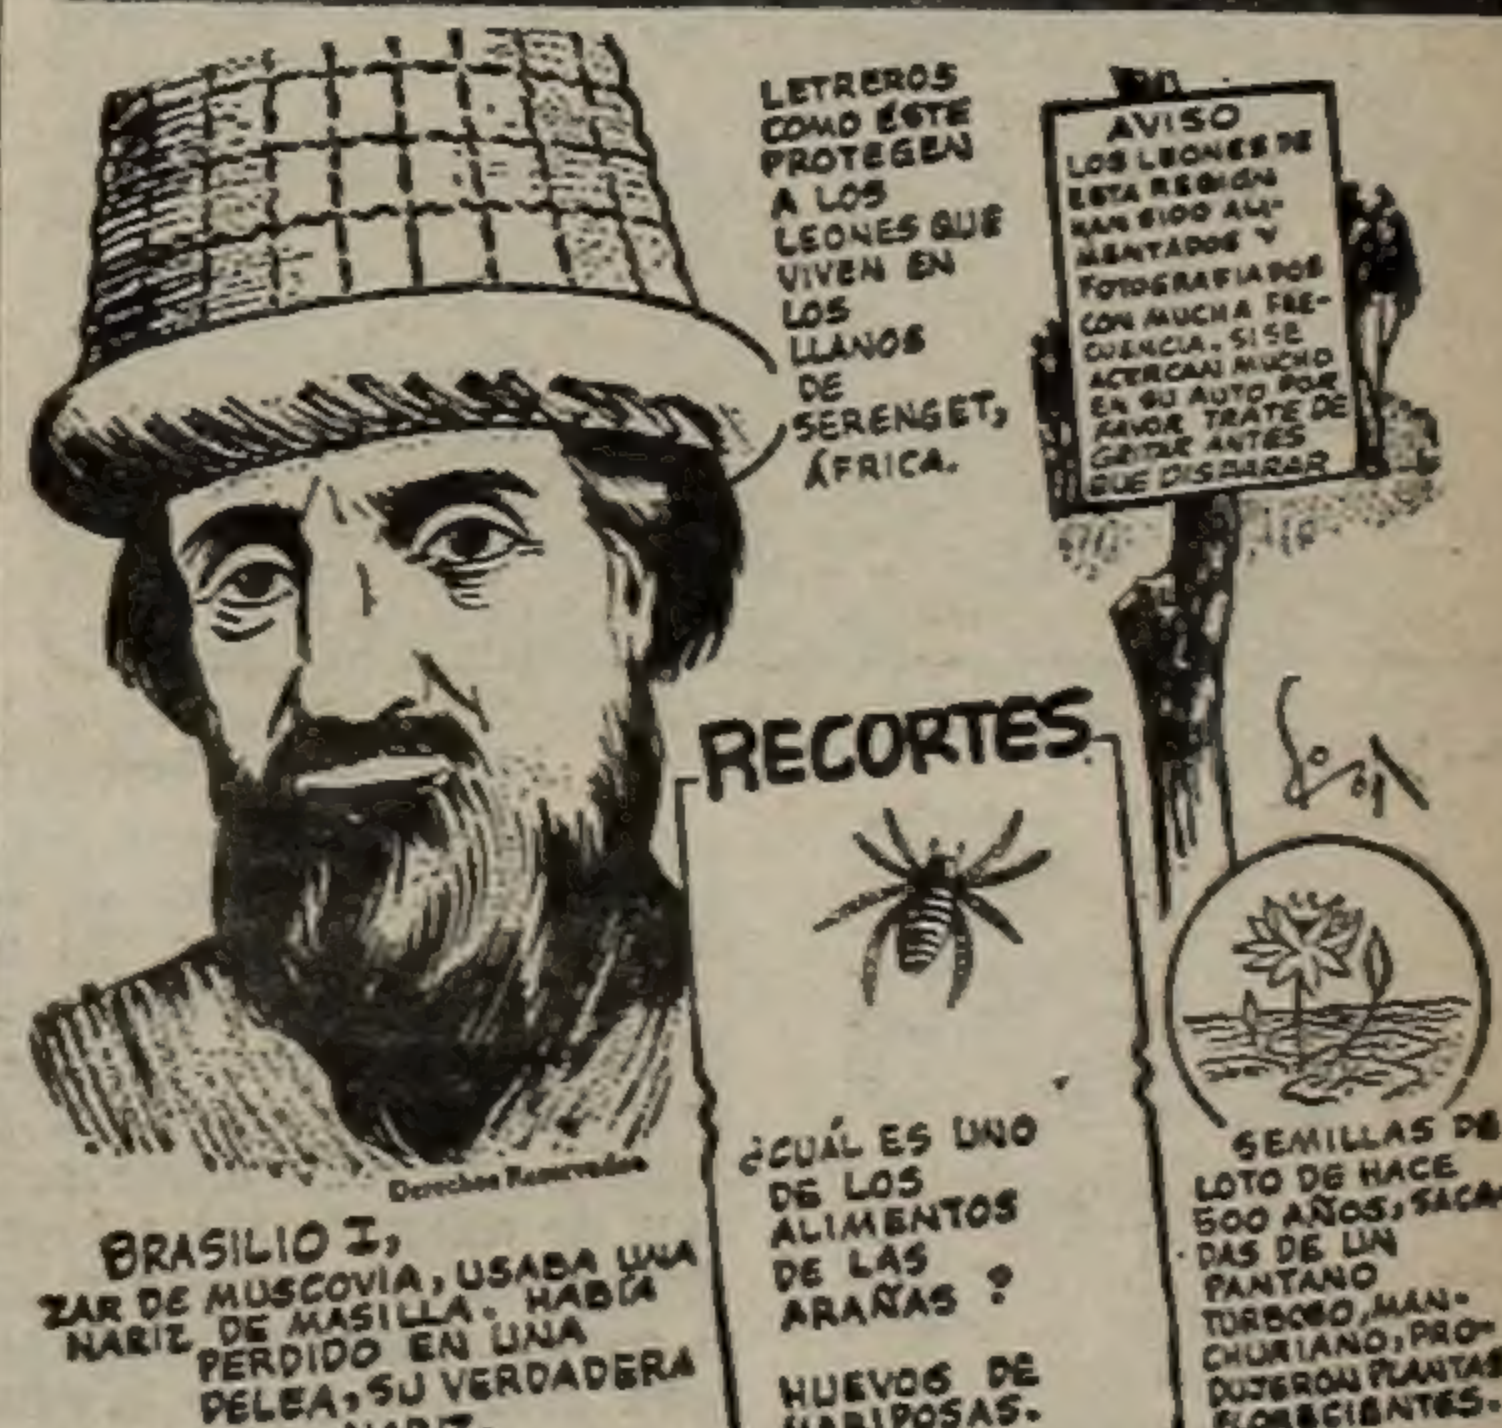 LETREROS
COMO ÉSTE
PROTEGEN
A LOS
LEONES QUE
VIVEN EN
LOS
LLANOS
DE
SERENGET,
ÁFRICA.
AVISO
LOS LEONES DE
ESTA REGIÓN
HAN SIDO ALI-
MENTADOS Y
FOTOGRAFIADOS
CON MUCHA FRE-
CUENCIA. SI SE
ACERCAN MUCHO
EN SU AUTO POR
FAVOR TRATE DE
GRITAR ANTES
QUE DISPARAR
Derechos Reservados
BRASILIO I,
ZAR DE MUSCOVIA, USABA UNA
NARIZ DE MASILLA. HABÍA
PERDIDO EN UNA
PELEA, SU VERDADERA
NARIZ.
RECORTES
¿CUÁL ES UNO
DE LOS
ALIMENTOS
DE LAS
ARAÑAS?
HUEVOS DE
MARIPOSAS.
SEMILLAS DE
LOTO DE HACE
500 AÑOS, SACA-
DAS DE UN
PANTANO
TURBOSO, MAN-
CHURIANO, PRO-
DUJERON PLANTAS
FLORECIENTES.